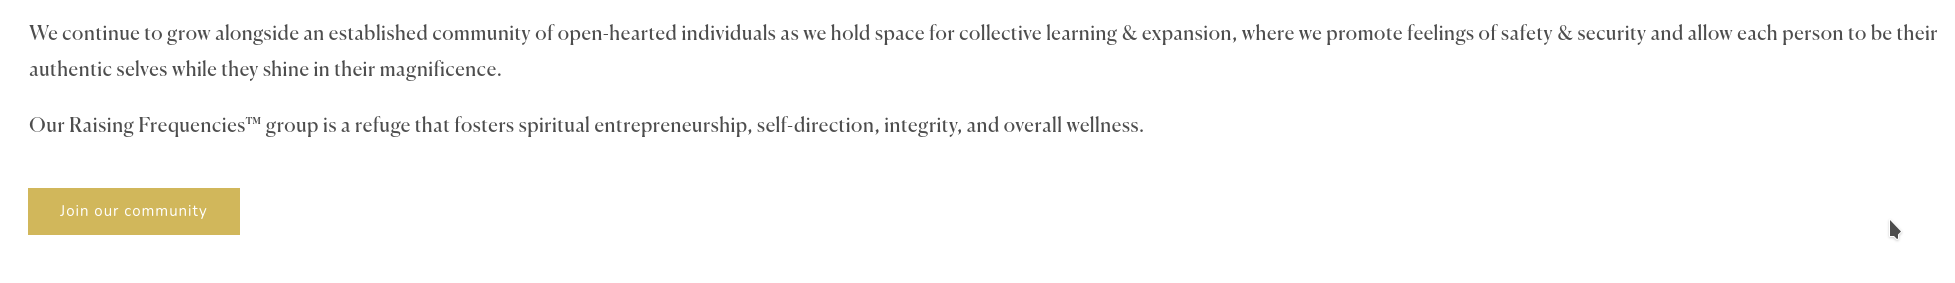 We continue to grow alongside an established community of open-hearted individuals as we hold space for collective learning & expansion, where we promote feelings of safety & security and allow each person to be their
authentic selves while they shine in their magnificence.
Our Raising Frequencies™ group is a refuge that fosters spiritual entrepreneurship, self-direction, integrity, and overall wellness.
Join our community